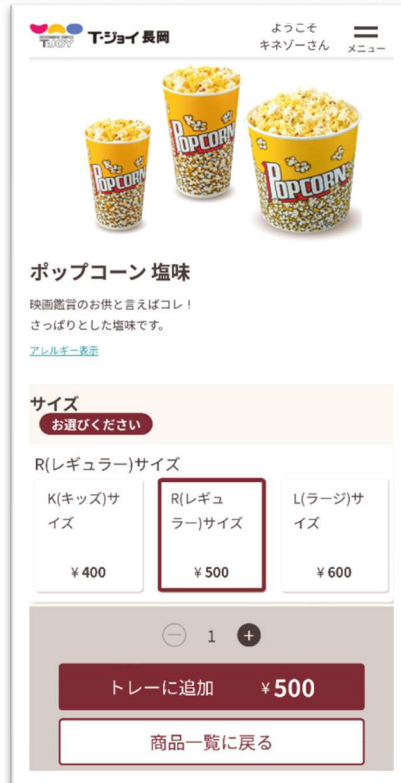 T・ジョイ長岡
ようこそ
キネゾーさん
メニュー
TJOY
POPCORN
POPCORN
POPCORN
ポップコーン 塩味
映画鑑賞のお供と言えばコレ！
さっぱりとした塩味です。
アレルギー表示
サイズ
お選びください
R(レギュラー)サイズ
K(キッズ)サ
イズ
¥400
R(レギュ
ラー)サイズ
¥500
L(ラージ)サ
イズ
¥600
1
トレーに追加 ¥500
商品一覧に戻る